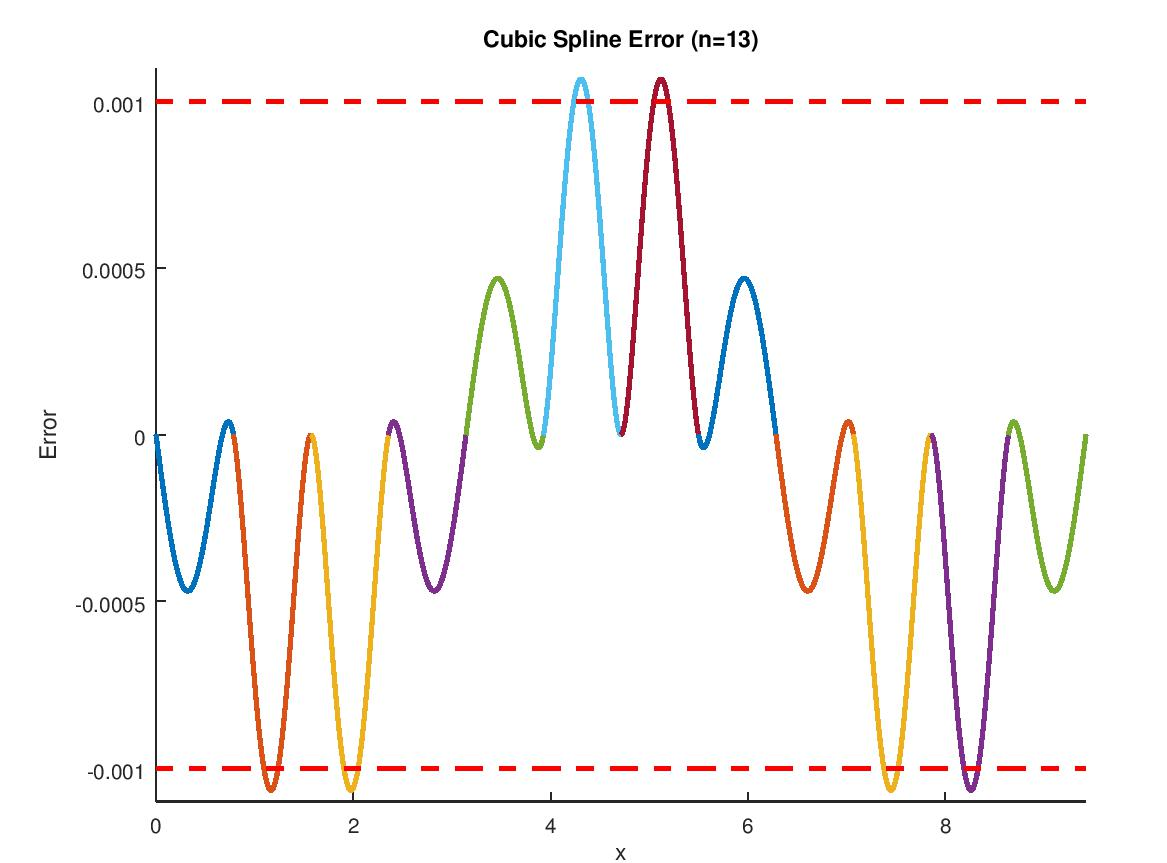 Cubic Spline Error (n=13)
0.001
0.0005
0
-0.0005
-0.001
Error
0 2 4 6 8
x